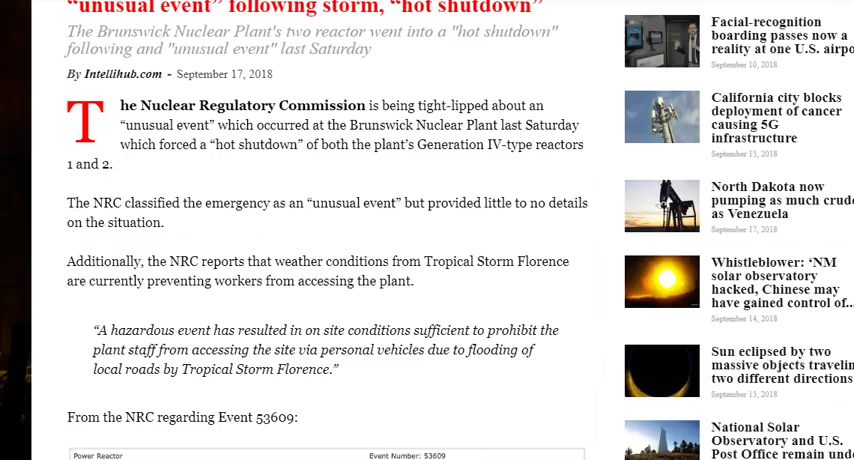 "unusual event" following storm, "hot shutdown"
The Brunswick Nuclear Plant's two reactor went into a "hot shutdown"
following and "unusual event" last Saturday
By Intellihub.com - September 17, 2018
The Nuclear Regulatory Commission is being tight-lipped about an
“unusual event” which occurred at the Brunswick Nuclear Plant last Saturday
which forced a “hot shutdown” of both the plant’s Generation IV-type reactors
1 and 2.
The NRC classified the emergency as an “unusual event” but provided little to no details
on the situation.
Additionally, the NRC reports that weather conditions from Tropical Storm Florence
are currently preventing workers from accessing the plant.
“A hazardous event has resulted in on site conditions sufficient to prohibit the
plant staff from accessing the site via personal vehicles due to flooding of
local roads by Tropical Storm Florence.”
From the NRC regarding Event 53609:
Power Reactor Event Number: 53609
Facial-recognition
boarding passes now a
reality at one U.S. airpo
September 10, 2018
California city blocks
deployment of cancer
causing 5G
infrastructure
September 13, 2018
North Dakota now
pumping as much crude
as Venezuela
September 17, 2018
Whistleblower: ‘NM
solar observatory
hacked, Chinese may
have gained control of...
September 14, 2018
Sun eclipsed by two
massive objects travelin
two different directions
September 13, 2018
National Solar
Observatory and U.S.
Post Office remain unde